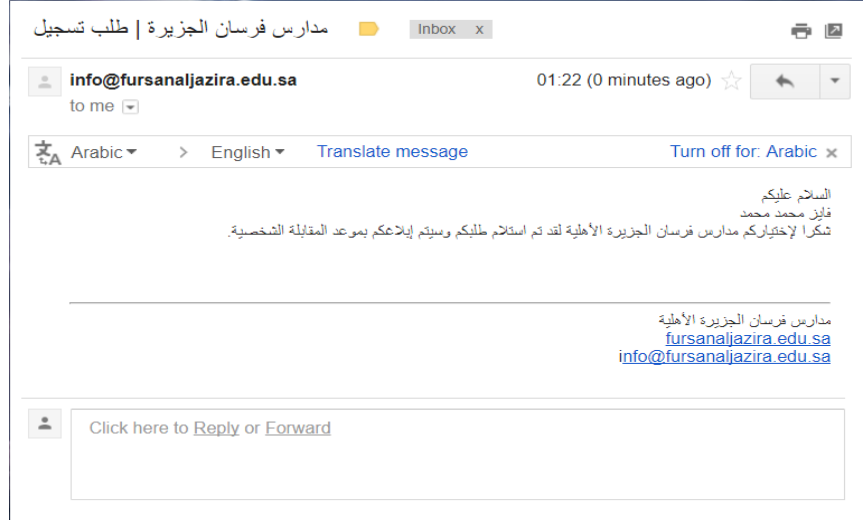 مدارس فرسان الجزيرة | طلب تسجيل
Inbox x
info@fursanaljazira.edu.sa
01:22 (0 minutes ago)
to me
Arabic > English Translate message Turn off for: Arabic x
السلام عليكم
فايز محمد محمد
شكرا لإختياركم مدارس فرسان الجزيرة الأهلية لقد تم استلام طلبكم وسيتم إبلاغكم بموعد المقابلة الشخصية.
مدارس فرسان الجزيرة الأهلية
fursanaljazira.edu.sa
info@fursanaljazira.edu.sa
Click here to Reply or Forward